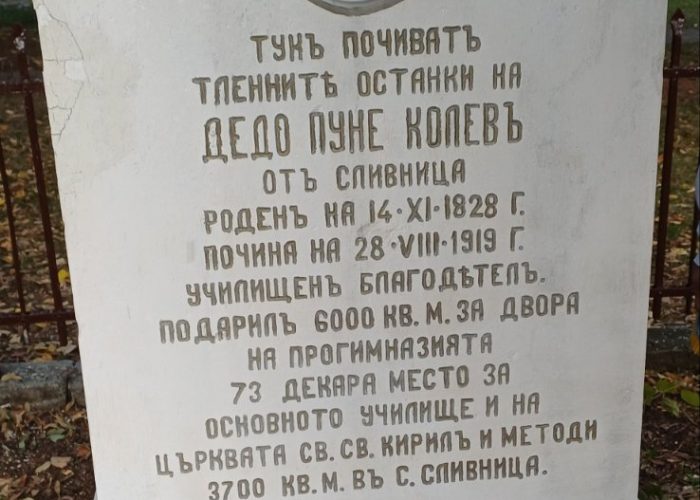 ТУКЪ ПОЧИВАТЪ
ТЛЕННИТѢ ОСТАНКИ НА
ДЕДО ПУНЕ КОЛЕВЪ
ОТЪ СЛИВНИЦА
РОДЕНЪ НА 14·XI·1828 Г.
ПОЧИНА НА 28·VIII·1919 Г.
УЧИЛИЩЕНЪ БЛАГОДѢТЕЛЪ.
ПОДАРИЛЪ 6000 КВ. М. ЗА ДВОРА
НА ПРОГИМНАЗИЯТА
73 ДЕКАРА МЕСТО ЗА
ОСНОВНОТО УЧИЛИЩЕ И НА
ЦЪРКВАТА СВ. СВ. КИРИЛЪ И МЕТОДИ
3700 КВ. М. ВЪ С. СЛИВНИЦА.